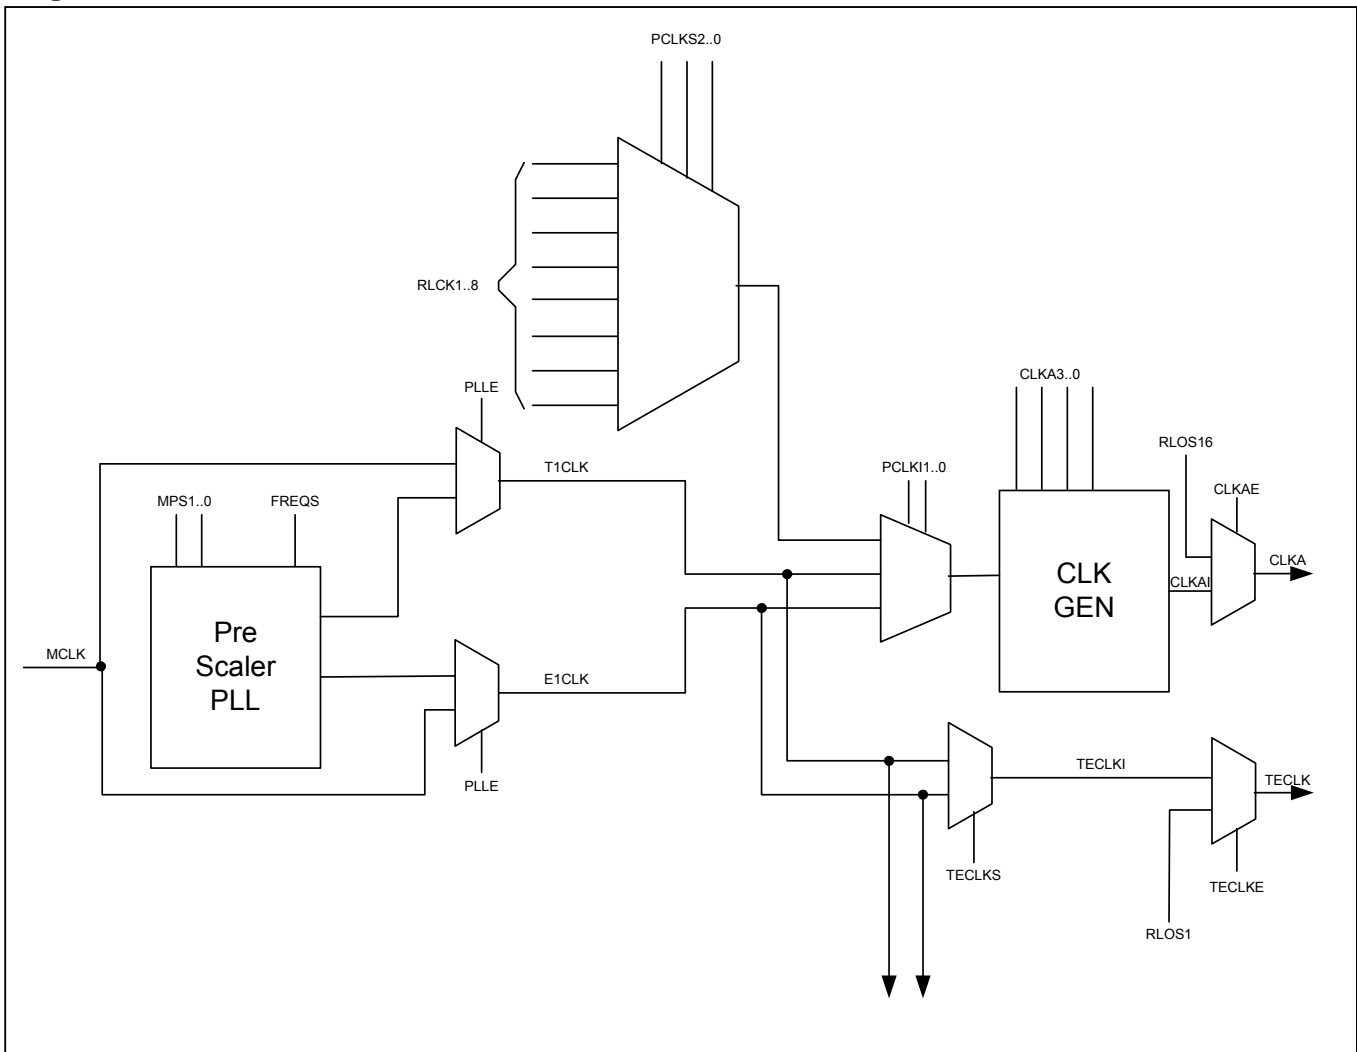 PCLKS2..0
RLCK1..8
PLLE
CLKA3..0
RLOS16
T1CLK
PCLKI1..0
CLKAE
MPS1..0
FREQS
CLKA
CLK
GEN
CLKAI
Pre
Scaler
PLL
MCLK
E1CLK
PLLE
TECLKI
TECLK
TECLKS
TECLKE
RLOS1